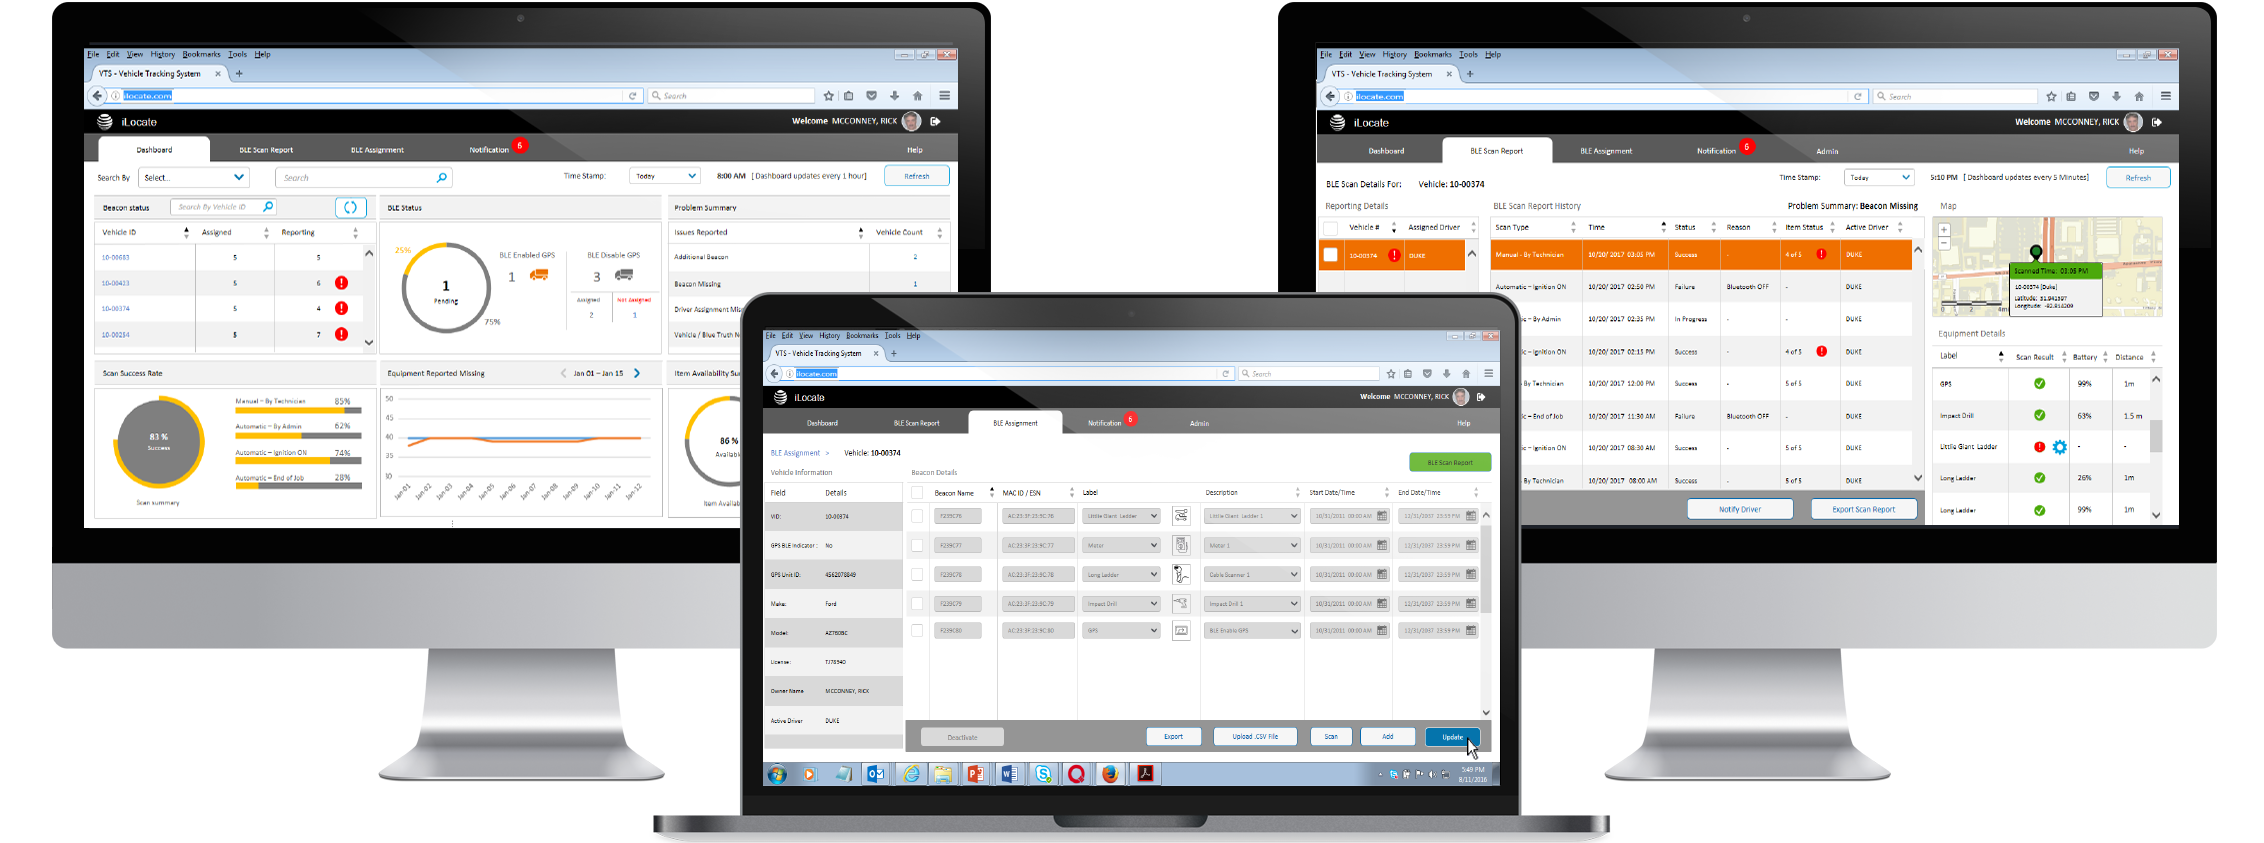 File Edit View History Bookmarks Tools Help
VTS - Vehicle Tracking System × +
ilocate.com
Search
iLocate
Welcome MCCONNEY, RICK
Dashboard BLE Scan Report BLE Assignment Notification 6 Help
Search By Select... Search Time Stamp: Today 8:00 AM [ Dashboard updates every 1 hour] Refresh
Beacon status Search By Vehicle ID
Vehicle ID Assigned Reporting
10-00683 5 5
10-00423 5 6 !
10-00374 5 4 !
10-00254 5 7 !
BLE Status
25%
1
Pending
75%
BLE Enabled GPS
1
BLE Disable GPS
3
Assigned Not Assigned
2 1
Problem Summary
Issues Reported Vehicle Count
Additional Beacon 2
Beacon Missing 1
Driver Assignment Mis
Vehicle / Blue Truth N
Scan Success Rate
83 %
Success
Scan summary
Manual – By Technician 85%
Automatic – By Admin 62%
Automatic – Ignition ON 74%
Automatic – End of Job 28%
Equipment Reported Missing Jan 01 – Jan 15
50
45
40
35
30
Jan-01 Jan-02 Jan-03 Jan-04 Jan-05 Jan-06 Jan-07 Jan-08 Jan-09 Jan-10 Jan-11 Jan-12
Item Availability Su
86 %
Availabl
Item Availab
File Edit View History Bookmarks Tools Help
VTS - Vehicle Tracking System × +
ilocate.com
Search
iLocate
Welcome MCCONNEY, RICK
Dashboard BLE Scan Report BLE Assignment Notification 6 Admin Help
BLE Assignment > Vehicle: 10-00374
BLE Scan Report
Vehicle Information
Field Details
VID: 10-00374
GPS BLE Indicator : No
GPS Unit ID: 4562078849
Make: Ford
Model: AZ760BC
License: TJ78940
Owner Name MCCONNEY, RICK
Active Driver DUKE
Beacon Details
Beacon Name MAC ID / ESN Label Description Start Date/Time End Date/Time
F239C76 AC:23:3F:23:9C:76 Little Giant Ladder Little Giant Ladder 1 10/31/2011 00:00 AM 12/31/2037 23:59 PM
F239C77 AC:23:3F:23:9C:77 Meter Meter 1 10/31/2011 00:00 AM 12/31/2037 23:59 PM
F239C78 AC:23:3F:23:9C:78 Long Ladder Cable Scanner 1 10/31/2011 00:00 AM 12/31/2037 23:59 PM
F239C79 AC:23:3F:23:9C:79 Impact Drill Impact Drill 1 10/31/2011 00:00 AM 12/31/2037 23:59 PM
F239C80 AC:23:3F:23:9C:80 GPS BLE Enable GPS 10/31/2011 00:00 AM 12/31/2037 23:59 PM
Deactivate Export Upload .CSV File Scan Add Update
5:49 PM
8/11/2016
File Edit View History Bookmarks Tools Help
VTS - Vehicle Tracking System × +
ilocate.com
Search
iLocate
Welcome MCCONNEY, RICK
Dashboard BLE Scan Report BLE Assignment Notification 6 Admin Help
BLE Scan Details For: Vehicle: 10-00374 Time Stamp: Today 5:10 PM [ Dashboard updates every 5 Minutes] Refresh
Reporting Details
Vehicle # Assigned Driver
10-00374 ! DUKE
BLE Scan Report History Problem Summary: Beacon Missing
Scan Type Time Status Reason Item Status Active Driver
Manual - By Technician 10/20/ 2017 03:05 PM Success - 4 of 5 ! DUKE
Automatic – Ignition ON 10/20/ 2017 02:50 PM Failure Bluetooth OFF - DUKE
ic – By Admin 10/20/ 2017 02:35 PM In Progress - - DUKE
ic – Ignition ON 10/20/ 2017 02:15 PM Success - 4 of 5 ! DUKE
By Technician 10/20/ 2017 12:00 PM Success - 5 of 5 DUKE
ic – End of Job 10/20/ 2017 11:30 AM Failure Bluetooth OFF - DUKE
ic – Ignition ON 10/20/ 2017 08:30 AM Success - 5 of 5 DUKE
By Technician 10/20/ 2017 08:00 AM Success - 5 of 5 DUKE
Notify Driver Export Scan Report
Map
Scanned Time: 03:08 PM
10-00374 [Duke]
Latitude: 31.941397
Longitude: -82.814209
0 1 2
Equipment Details
Label Scan Result Battery Distance
GPS 99% 1m
Impact Drill 63% 1.5 m
Little Giant Ladder ! - -
Long Ladder 26% 1m
Long Ladder 99% 1m